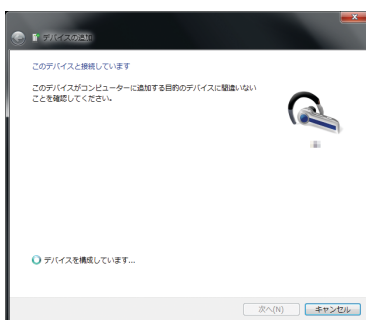 デバイスの追加
このデバイスと接続しています
このデバイスがコンピューターに追加する目的のデバイスに間違いない
ことを確認してください。
デバイスを構成しています...
次へ(N)
キャンセル